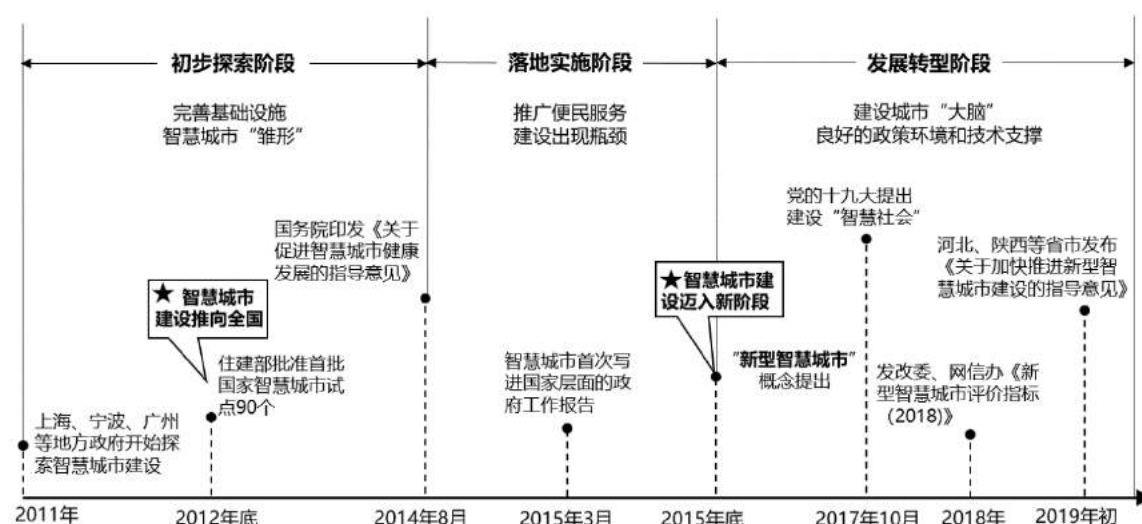 初步探索阶段
落地实施阶段
发展转型阶段
完善基础设施
智慧城市“雏形”
推广便民服务
建设出现瓶颈
建设城市“大脑”
良好的政策环境和技术支撑
上海、宁波、广州
等地方政府开始探
索智慧城市建设
★ 智慧城市
建设推向全国
住建部批准首批
国家智慧城市试
点90个
国务院印发《关于
促进智慧城市健康
发展的指导意见》
智慧城市首次写
进国家层面的政
府工作报告
★智慧城市建
设迈入新阶段
“新型智慧城市”
概念提出
党的十九大提出
建设“智慧社会”
发改委、网信办《新
型智慧城市评价指标
（2018)》
河北、陕西等省市发布
《关于加快推进新型智
慧城市建设的指导意见》
2011年
2012年底
2014年8月
2015年3月
2015年底
2017年10月
2018年
2019年初